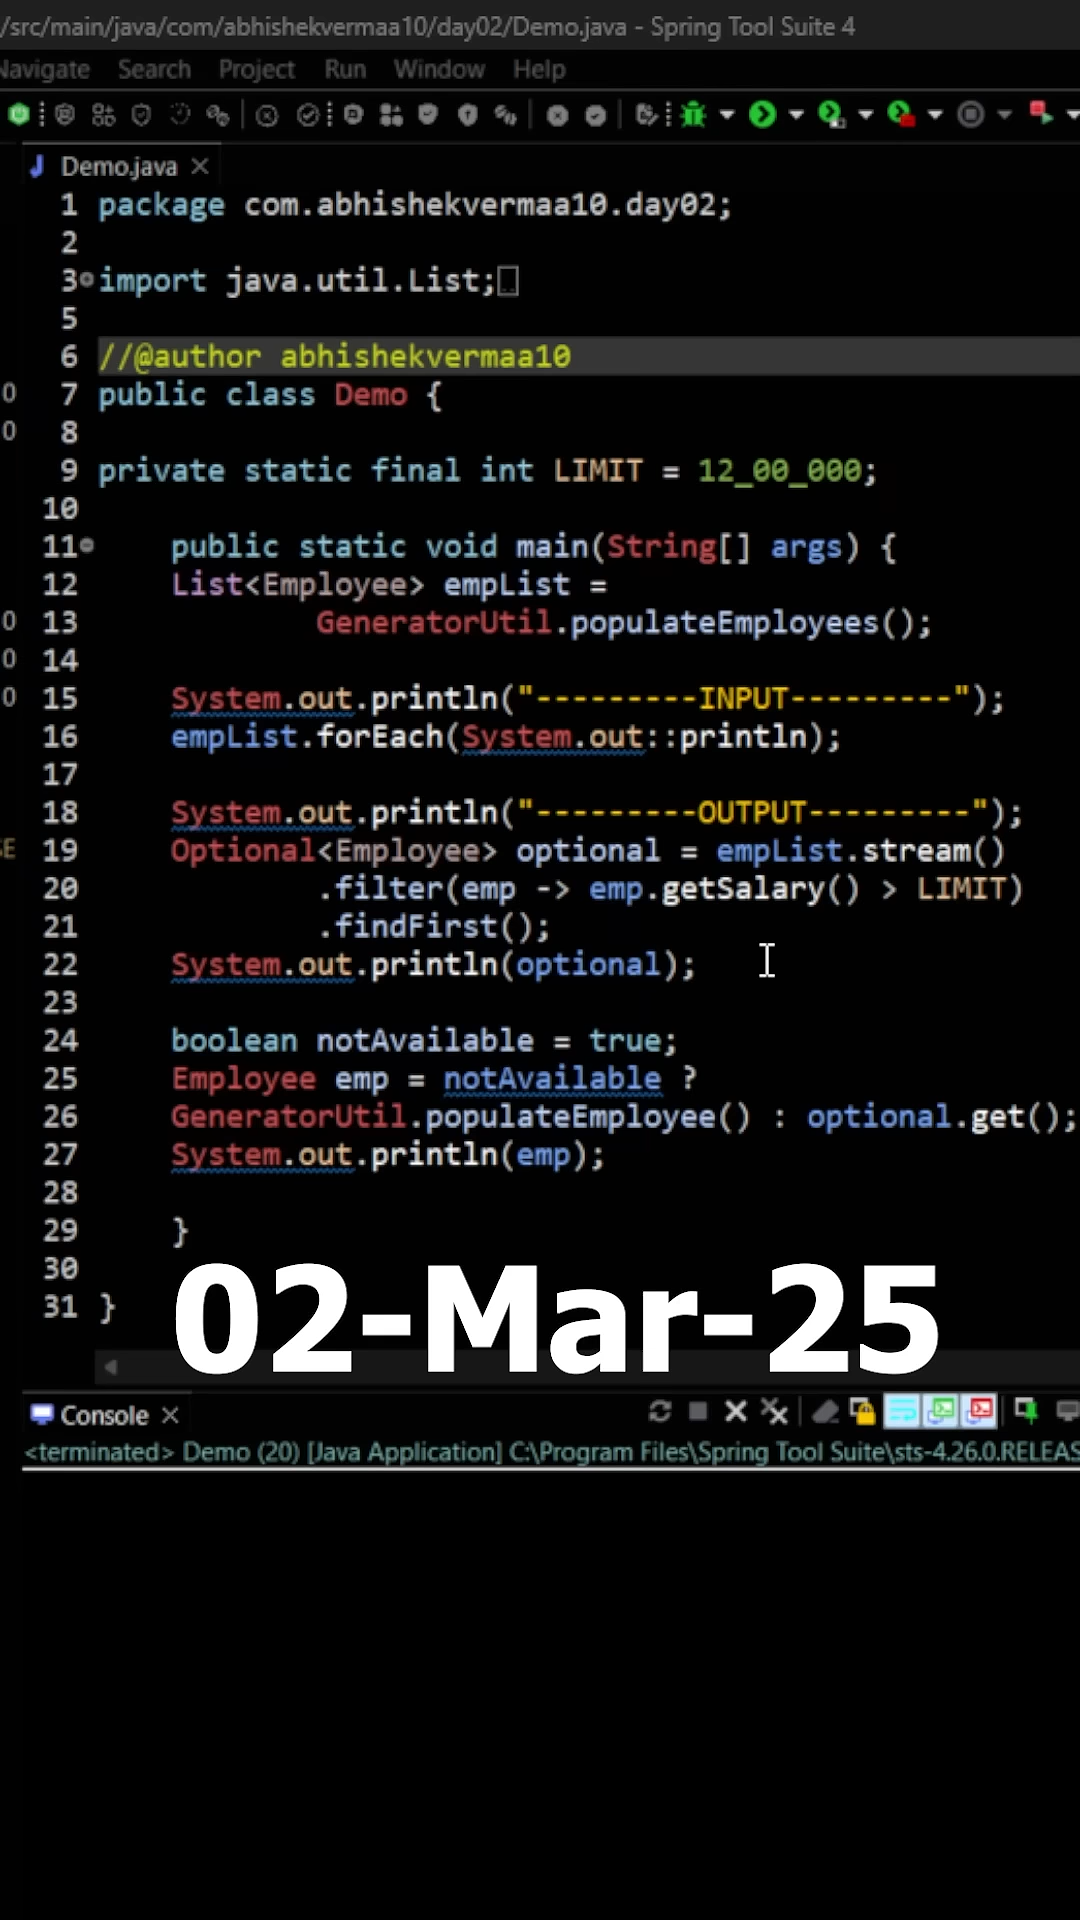 /src/main/java/com/abhishekvermaa10/day02/Demo.java - Spring Tool Suite 4
Navigate Search Project Run Window Help
Demo.java
1 package com.abhishekvermaa10.day02;
2
3 import java.util.List;
5
6 //@author abhishekvermaa10
7 public class Demo {
8
9 private static final int LIMIT = 12_00_000;
10
11 public static void main(String[] args) {
12 List<Employee> empList =
13 GeneratorUtil.populateEmployees();
14
15 System.out.println("---------INPUT---------");
16 empList.forEach(System.out::println);
17
18 System.out.println("---------OUTPUT---------");
19 Optional<Employee> optional = empList.stream()
20 .filter(emp -> emp.getSalary() > LIMIT)
21 .findFirst();
22 System.out.println(optional);
23
24 boolean notAvailable = true;
25 Employee emp = notAvailable ?
26 GeneratorUtil.populateEmployee() : optional.get();
27 System.out.println(emp);
28
29 }
30
31 }
02-Mar-25
Console
<terminated> Demo (20) [Java Application] C:\Program Files\Spring Tool Suite\sts-4.26.0.RELEAS